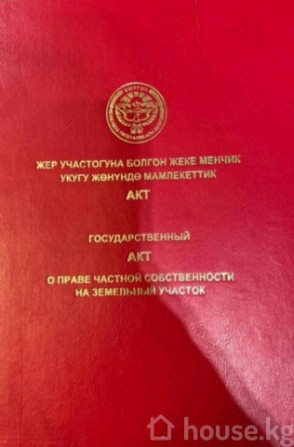 ЖЕР УЧАСТОГУНА БОЛГОН ЖЕКЕ МЕНЧИК
УКУГУ ЖӨНҮНДӨ МАМЛЕКЕТТИК
АКТ
ГОСУДАРСТВЕННЫЙ
АКТ
О ПРАВЕ ЧАСТНОЙ СОБСТВЕННОСТИ
НА ЗЕМЕЛЬНЫЙ УЧАСТОК
house.kg